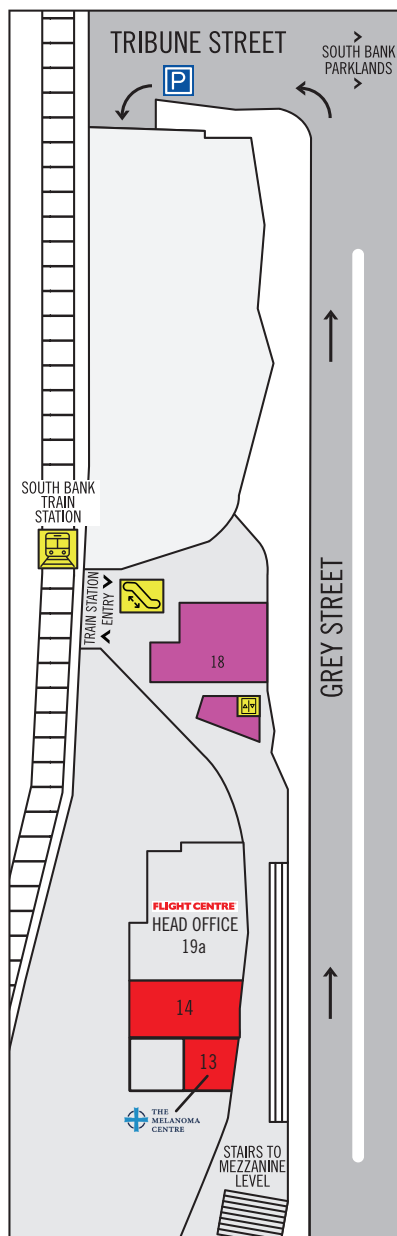 TRIBUNE STREET
SOUTH BANK
PARKLANDS
P
SOUTH BANK
TRAIN
STATION
TRAIN STATION
ENTRY
18
GREY STREET
FLIGHT CENTRE
HEAD OFFICE
19a
14
13
THE
MELANOMA
CENTRE
STAIRS TO
MEZZANINE
LEVEL